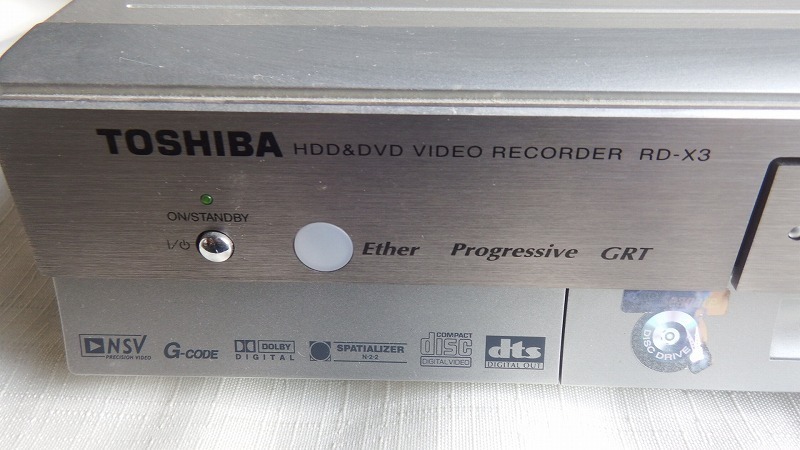 TOSHIBA HDD&DVD VIDEO RECORDER RD-X3
ON/STANDBY
I/⏻
Ether Progressive GRT
NSV
PRECISION VIDEO
G-CODE
DOLBY
DIGITAL
SPATIALIZER
N-2-2
COMPACT
disc
DIGITAL VIDEO
dts
DIGITAL OUT
DISC DRIVE